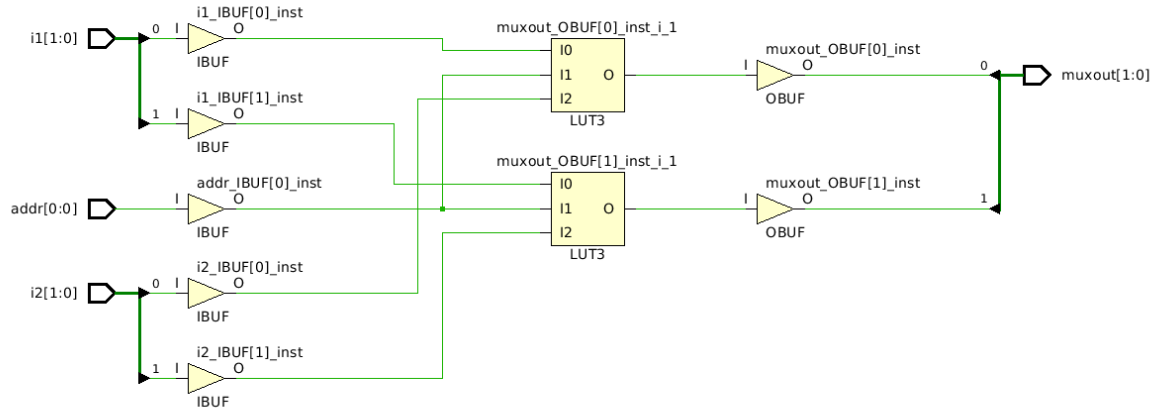 i1_IBUF[0]_inst
i1[1:0]
0
I
O
IBUF
i1_IBUF[1]_inst
1
I
O
IBUF
addr_IBUF[0]_inst
addr[0:0]
I
O
IBUF
i2_IBUF[0]_inst
i2[1:0]
0
I
O
IBUF
i2_IBUF[1]_inst
1
I
O
IBUF
muxout_OBUF[0]_inst_i_1
I0
I1
O
I2
LUT3
muxout_OBUF[1]_inst_i_1
I0
I1
O
I2
LUT3
muxout_OBUF[0]_inst
I
O
OBUF
muxout_OBUF[1]_inst
I
O
OBUF
0
muxout[1:0]
1